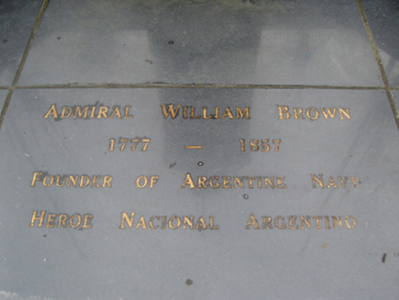 ADMIRAL WILLIAM BROWN
1777 — 1857
FOUNDER OF ARGENTINE NAVY
HEROE NACIONAL ARGENTINO